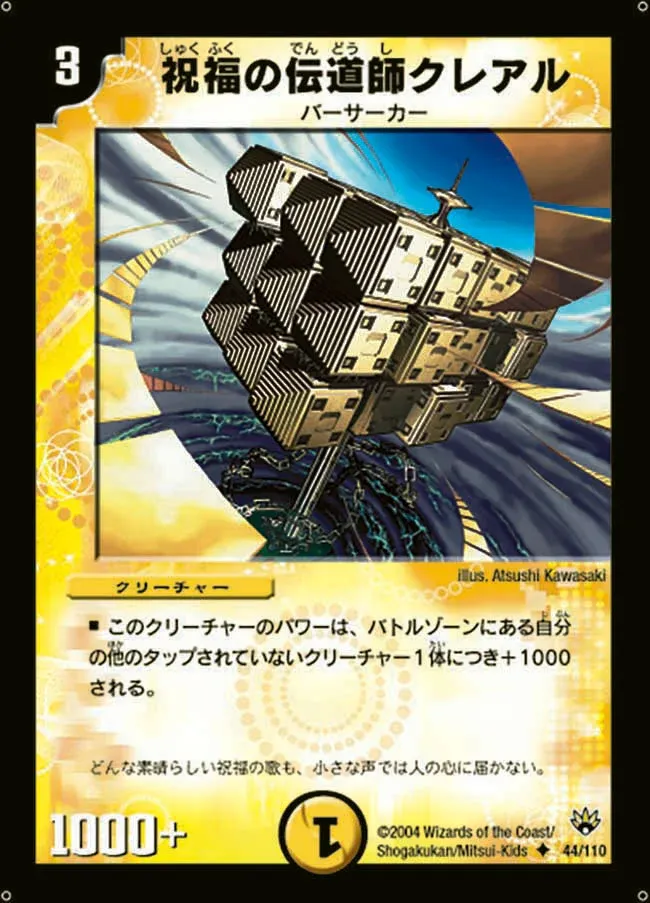 3
しゅく ふく でん どう し
祝福の伝道師クレアル
バーサーカー
illus. Atsushi Kawasaki
クリーチャー
■ このクリーチャーのパワーは、バトルゾーンにある自分
の他のタップされていないクリーチャー1体につき+1000
される。
どんな素晴らしい祝福の歌も、小さな声では人の心に届かない。
1000+
1
©2004 Wizards of the Coast/
Shogakukan/Mitsui-Kids ♦ 44/110